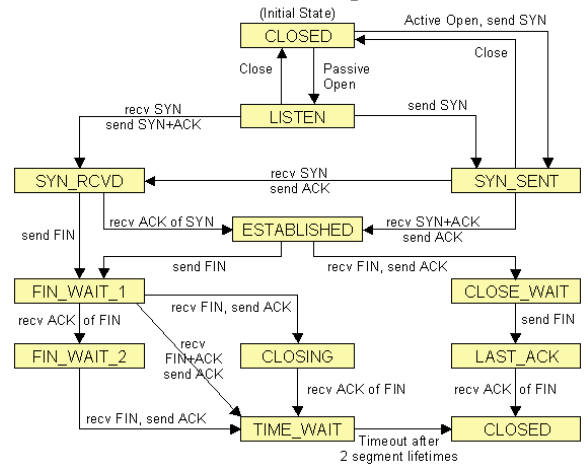 (Initial State)
CLOSED
Active Open, send SYN
Close
Close
Passive
Open
LISTEN
recv SYN
send SYN+ACK
send SYN
SYN_RCVD
recv SYN
send ACK
SYN_SENT
recv ACK of SYN
ESTABLISHED
recv SYN+ACK
send ACK
send FIN
send FIN
recv FIN, send ACK
FIN_WAIT_1
recv FIN, send ACK
CLOSE_WAIT
recv ACK of FIN
recv
FIN+ACK
send ACK
send FIN
FIN_WAIT_2
CLOSING
LAST_ACK
recv ACK of FIN
recv ACK of FIN
recv FIN, send ACK
TIME_WAIT
Timeout after
2 segment lifetimes
CLOSED